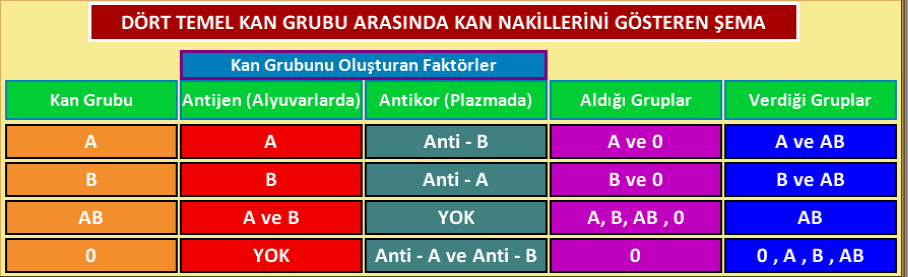 DÖRT TEMEL KAN GRUBU ARASINDA KAN NAKİLLERİNİ GÖSTEREN ŞEMA
Kan Grubunu Oluşturan Faktörler
Kan Grubu Antijen (Alyuvarlarda) Antikor (Plazmada) Aldığı Gruplar Verdiği Gruplar
A A Anti - B A ve 0 A ve AB
B B Anti - A B ve 0 B ve AB
AB A ve B YOK A, B, AB , 0 AB
0 YOK Anti - A ve Anti - B 0 0 , A , B , AB